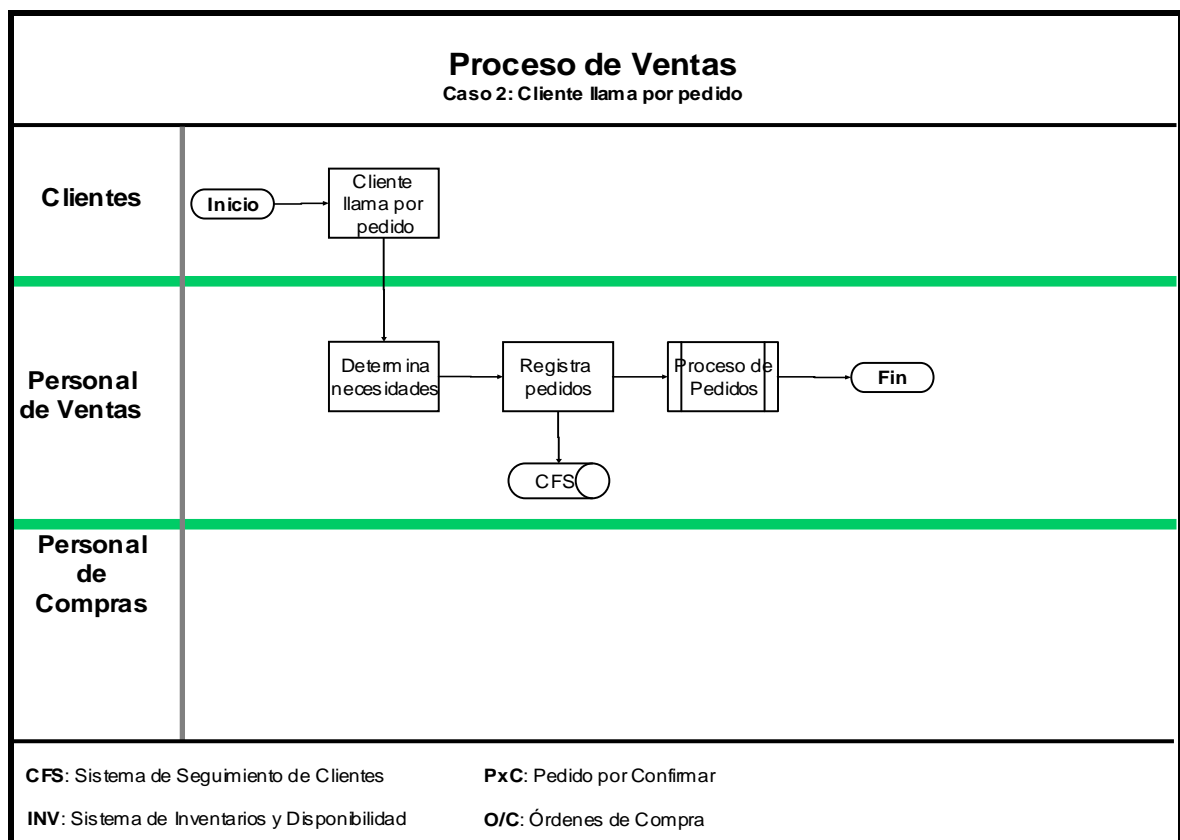 Proceso de Ventas
Caso 2: Cliente llama por pedido
Clientes
Inicio
Cliente
llama por
pedido
Personal
de Ventas
Determina
necesidades
Registra
pedidos
Proceso de
Pedidos
Fin
CFS
Personal
de
Compras
CFS: Sistema de Seguimiento de Clientes
PxC: Pedido por Confirmar
INV: Sistema de Inventarios y Disponibilidad
O/C: Órdenes de Compra